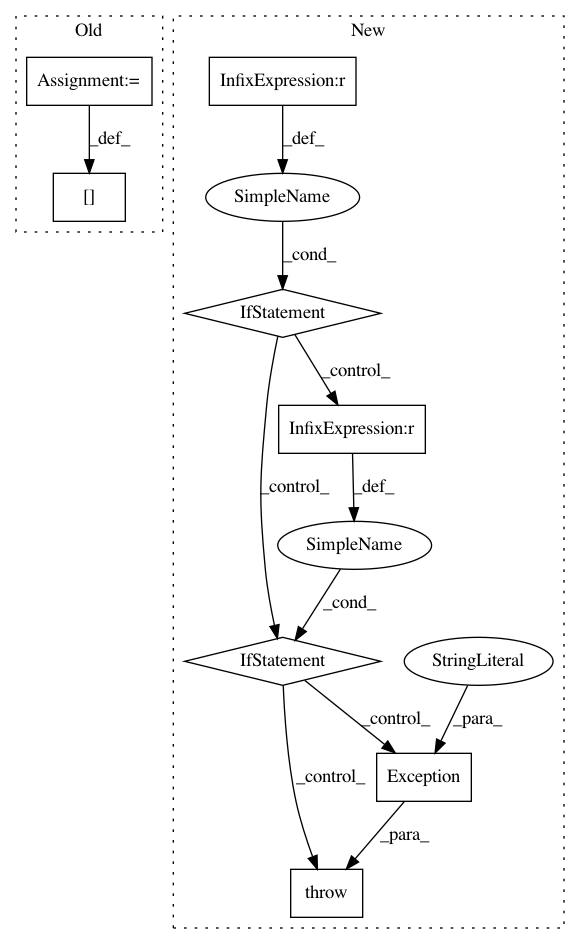 Old
New
Assignment:=
InfixExpression:r
_def_
_def_
[]
SimpleName
_cond_
IfStatement
_control_
InfixExpression:r
_control_
_def_
SimpleName
_cond_
IfStatement
StringLiteral
_control_
_para_
_control_
Exception
_para_
throw